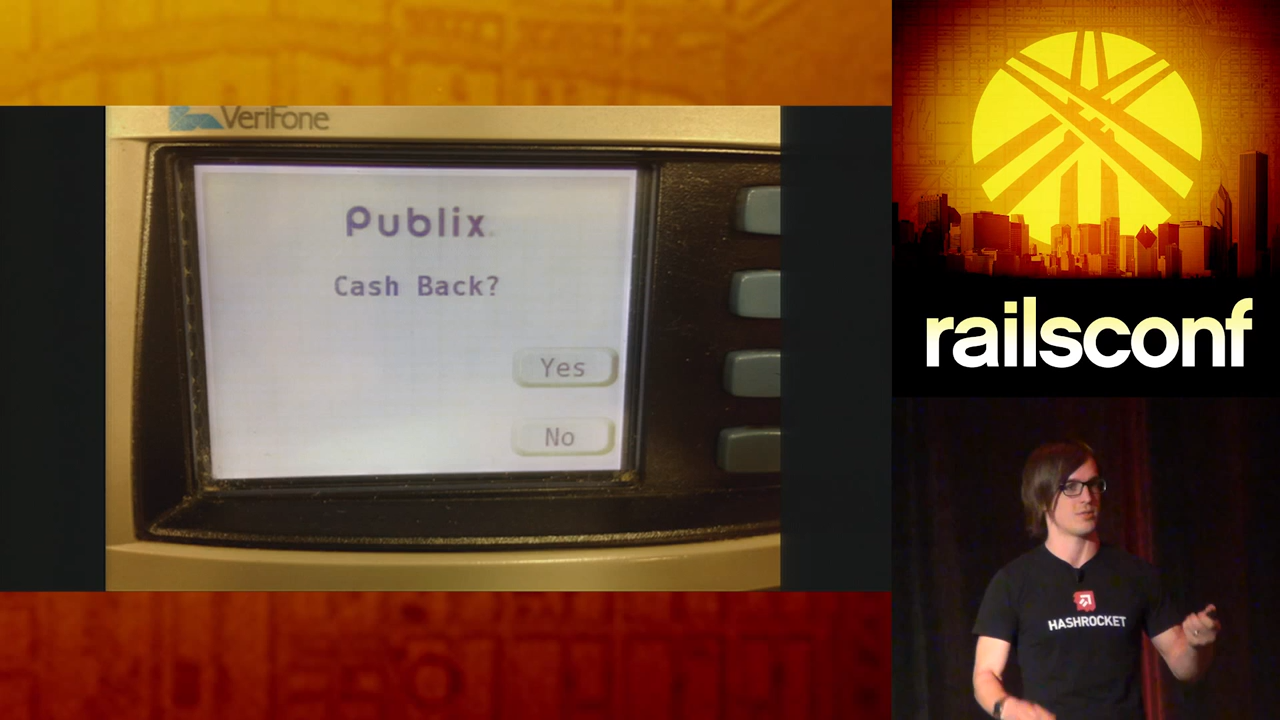 VeriFone
Publix
Cash Back?
Yes
No
railsconf
HASHROCKET